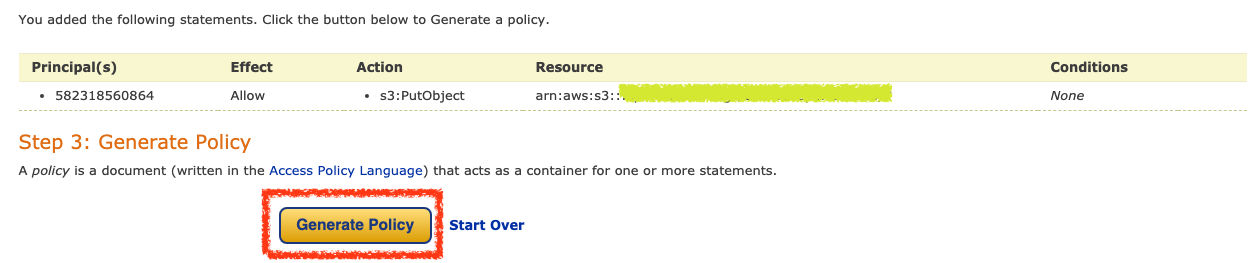 You added the following statements. Click the button below to Generate a policy.
Principal(s) Effect Action Resource Conditions
• 582318560864 Allow • s3:PutObject arn:aws:s3:: None
Step 3: Generate Policy
A policy is a document (written in the Access Policy Language) that acts as a container for one or more statements.
Generate Policy Start Over